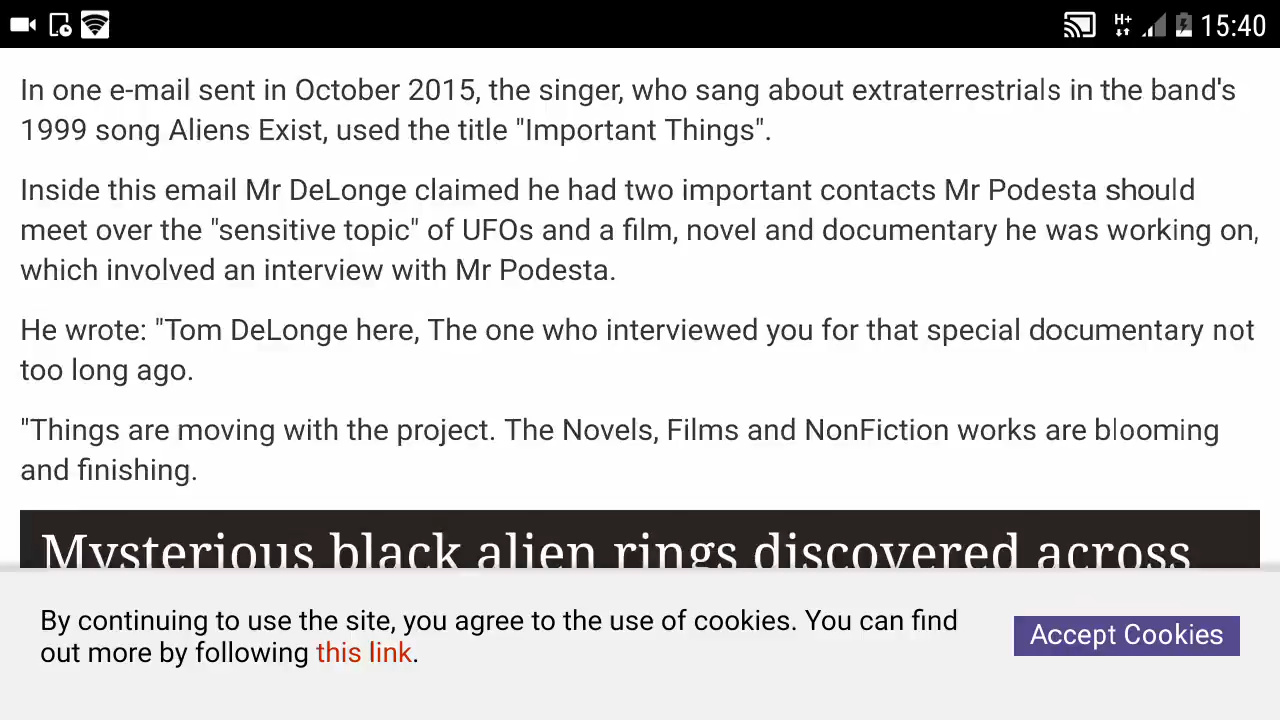 H+
15:40
In one e-mail sent in October 2015, the singer, who sang about extraterrestrials in the band's
1999 song Aliens Exist, used the title "Important Things".
Inside this email Mr DeLonge claimed he had two important contacts Mr Podesta should
meet over the "sensitive topic" of UFOs and a film, novel and documentary he was working on,
which involved an interview with Mr Podesta.
He wrote: "Tom DeLonge here, The one who interviewed you for that special documentary not
too long ago.
"Things are moving with the project. The Novels, Films and NonFiction works are blooming
and finishing.
Mysterious black alien rings discovered across
By continuing to use the site, you agree to the use of cookies. You can find
out more by following this link.
Accept Cookies